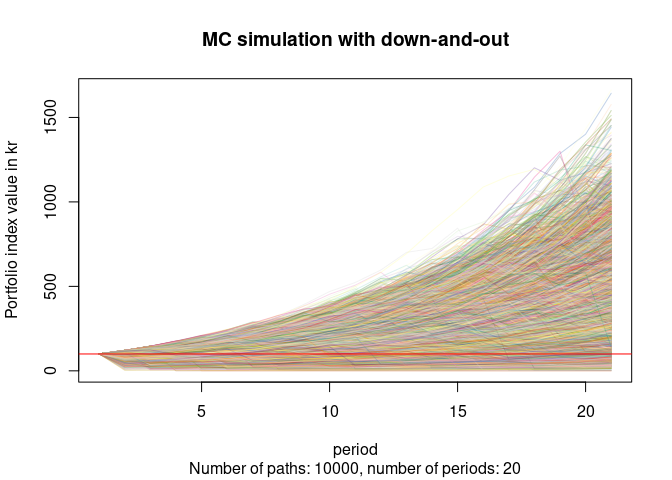 MC simulation with down-and-out
Portfolio index value in kr
1500
1000
500
0
5 10 15 20
period
Number of paths: 10000, number of periods: 20